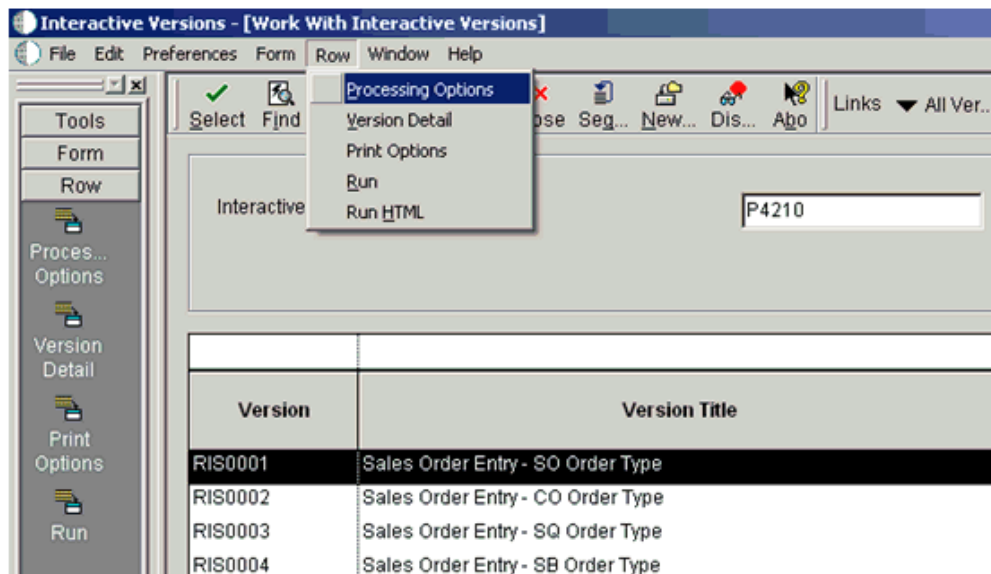 Interactive Versions - [Work With Interactive Versions]
File Edit Preferences Form Row Window Help
Tools
Form
Row
Proces...
Options
Version
Detail
Print
Options
Run
Select Find ose Seg... New... Dis... Abo Links All Ver...
Processing Options
Version Detail
Print Options
Run
Run HTML
Interactive
P4210
Version Version Title
RIS0001 Sales Order Entry - SO Order Type
RIS0002 Sales Order Entry - CO Order Type
RIS0003 Sales Order Entry - SQ Order Type
RIS0004 Sales Order Entry - SB Order Type